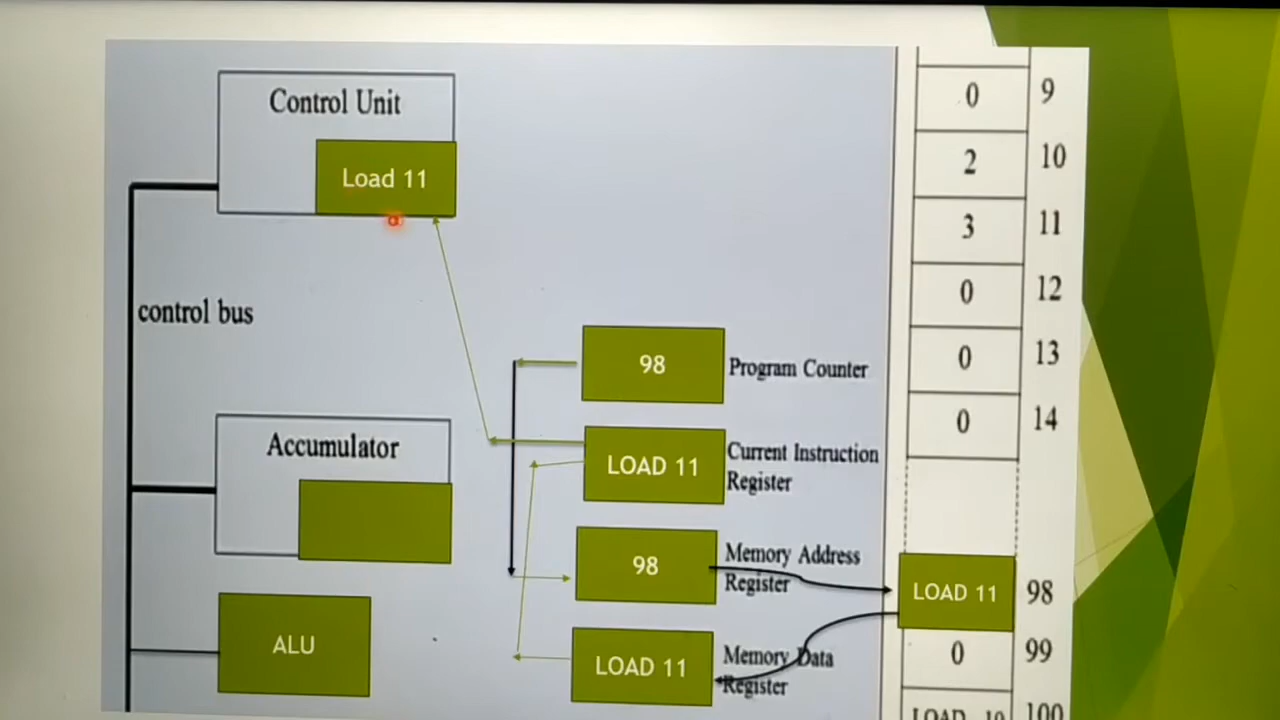 Control Unit
Load 11
control bus
Accumulator
ALU
98
Program Counter
LOAD 11
Current Instruction
Register
98
Memory Address
Register
LOAD 11
Memory Data
Register
0 9
2 10
3 11
0 12
0 13
0 14
LOAD 11 98
0 99
LOAD 10 100